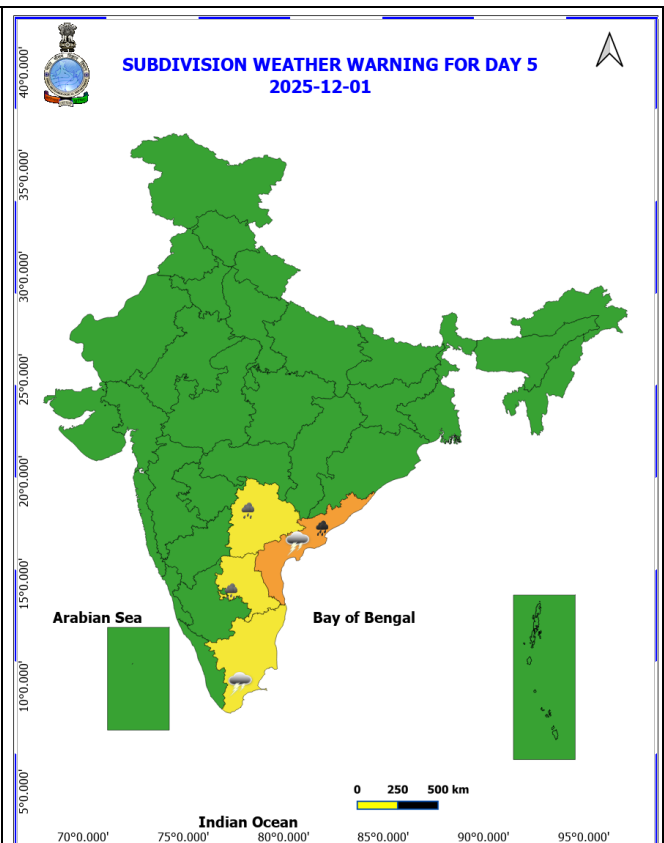 SUBDIVISION WEATHER WARNING FOR DAY 5
2025-12-01
40°0.000'
35°0.000'
30°0.000'
25°0.000'
20°0.000'
15°0.000'
10°0.000'
5°0.000'
Arabian Sea
Bay of Bengal
0 250 500 km
Indian Ocean
70°0.000' 75°0.000' 80°0.000' 85°0.000' 90°0.000' 95°0.000'